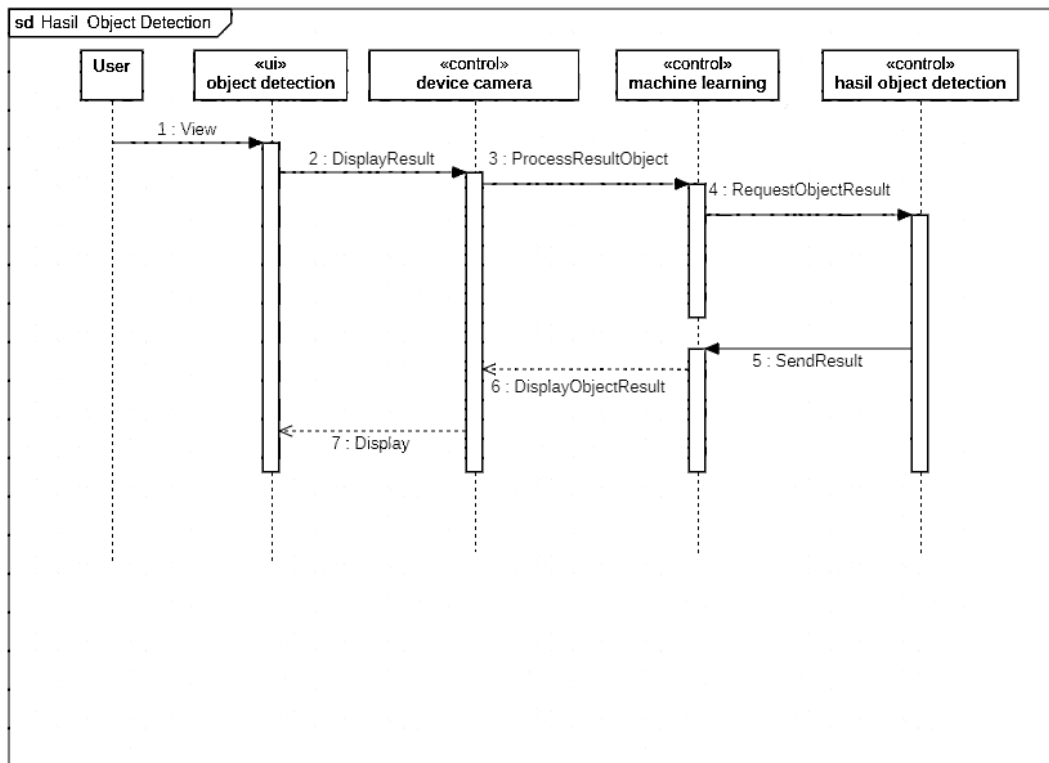 sd Hasil Object Detection
User
«ui»
object detection
«control»
device camera
«control»
machine learning
«control»
hasil object detection
1 : View
2 : DisplayResult
3 : ProcessResultObject
4 : RequestObjectResult
5 : SendResult
6 : DisplayObjectResult
7 : Display